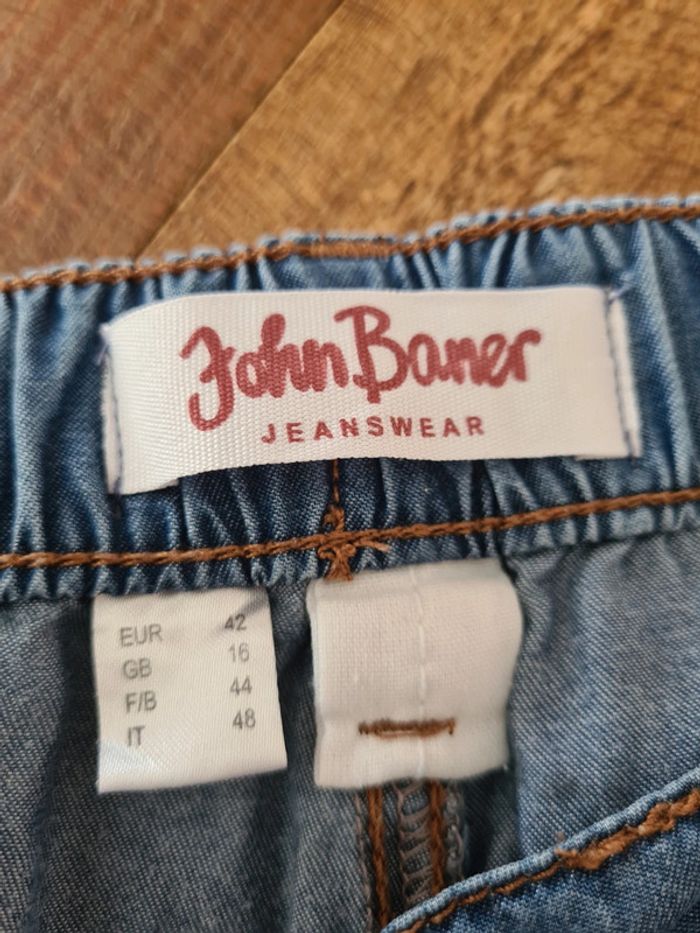 John Baner
JEANSWEAR
EUR 42
GB 16
F/B 44
IT 48